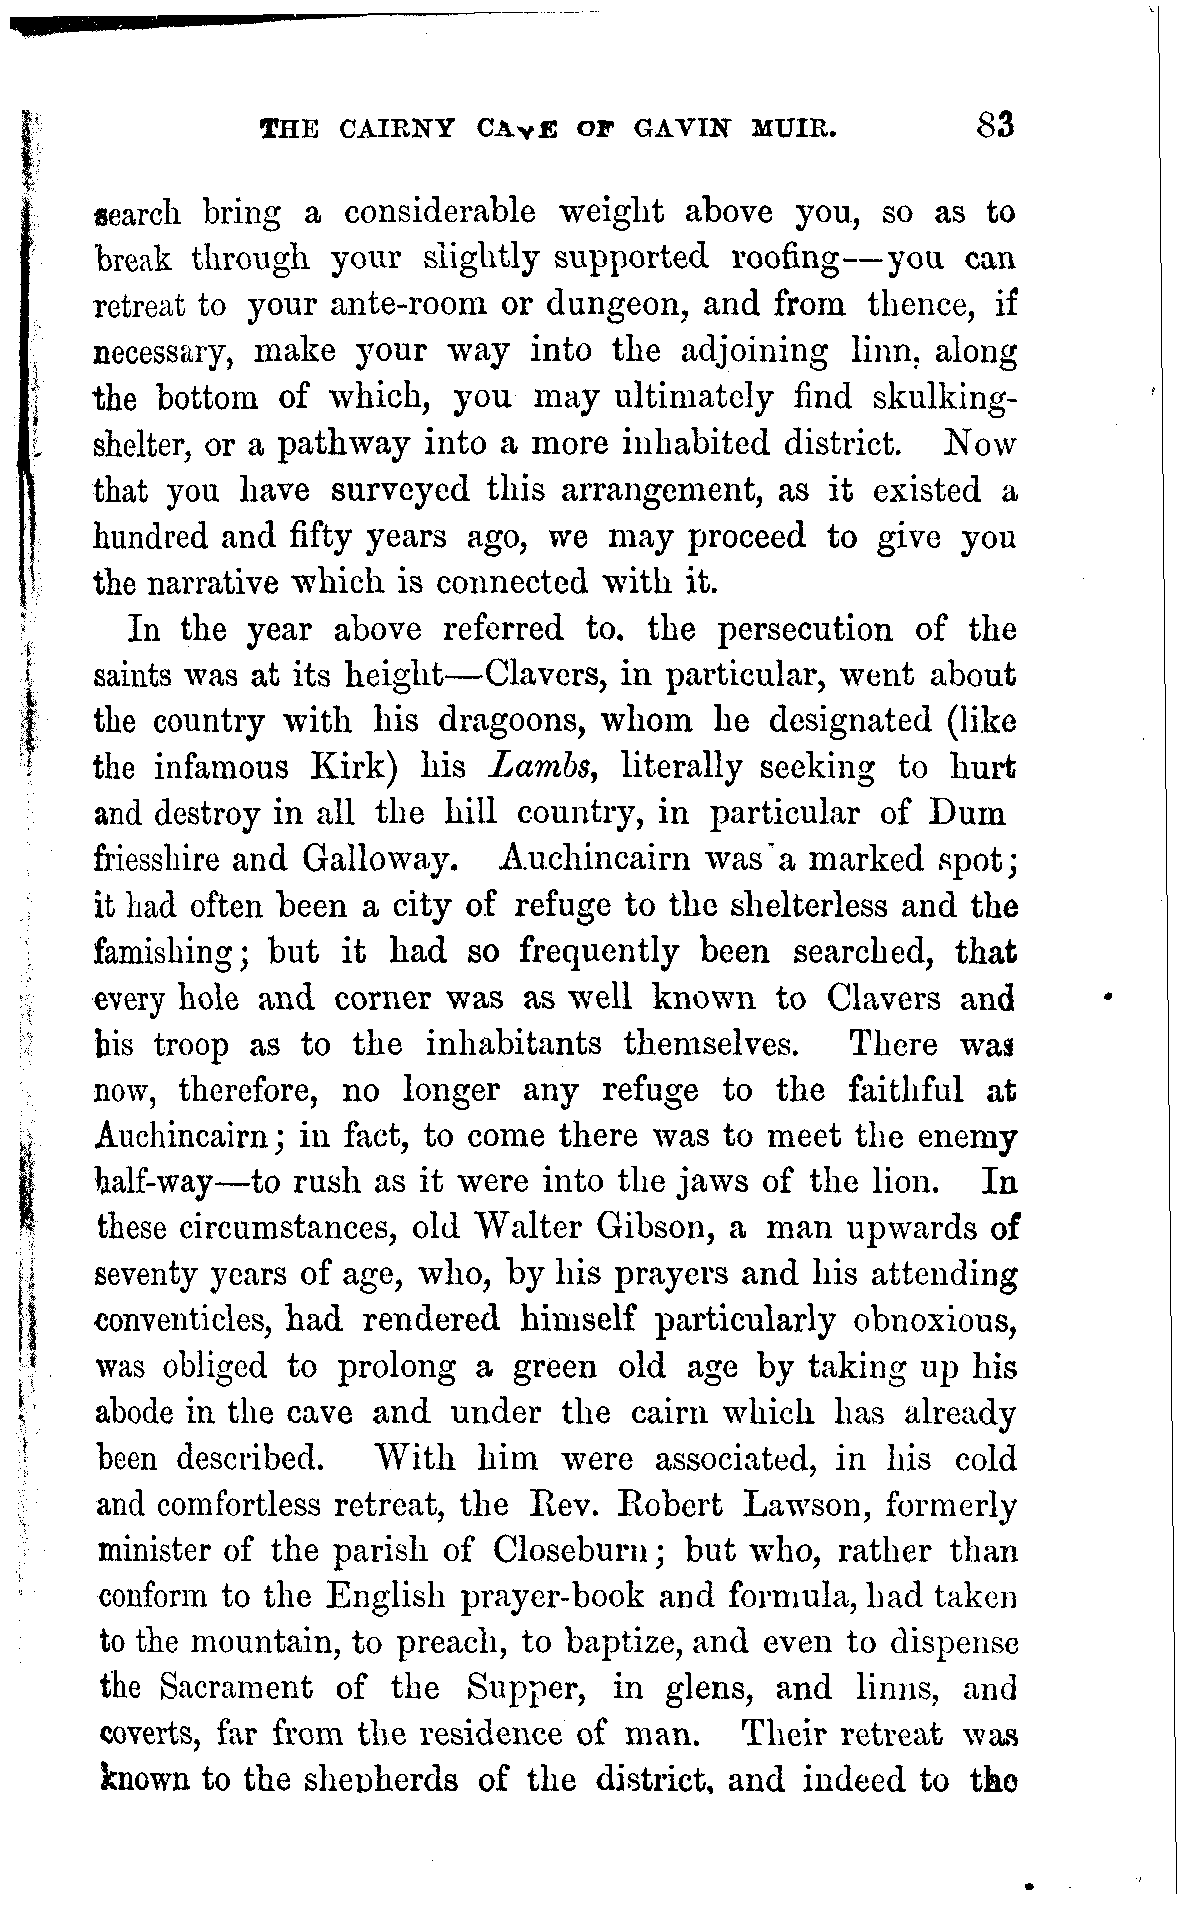 THE CAIRNY CAVE OF GAVIN MUIR. 83
search bring a considerable weight above you, so as to
break through your slightly supported roofing—you can
retreat to your ante-room or dungeon, and from thence, if
necessary, make your way into the adjoining linn, along
the bottom of which, you may ultimately find skulking-
shelter, or a pathway into a more inhabited district. Now
that you have surveyed this arrangement, as it existed a
hundred and fifty years ago, we may proceed to give you
the narrative which is connected with it.
In the year above referred to. the persecution of the
saints was at its height—Clavers, in particular, went about
the country with his dragoons, whom he designated (like
the infamous Kirk) his Lambs, literally seeking to hurt
and destroy in all the hill country, in particular of Dum
friesshire and Galloway. Auchincairn was a marked spot;
it had often been a city of refuge to the shelterless and the
famishing; but it had so frequently been searched, that
every hole and corner was as well known to Clavers and
his troop as to the inhabitants themselves. There was
now, therefore, no longer any refuge to the faithful at
Auchincairn; in fact, to come there was to meet the enemy
half-way—to rush as it were into the jaws of the lion. In
these circumstances, old Walter Gibson, a man upwards of
seventy years of age, who, by his prayers and his attending
conventicles, had rendered himself particularly obnoxious,
was obliged to prolong a green old age by taking up his
abode in the cave and under the cairn which has already
been described. With him were associated, in his cold
and comfortless retreat, the Rev. Robert Lawson, formerly
minister of the parish of Closeburn; but who, rather than
conform to the English prayer-book and formula, had taken
to the mountain, to preach, to baptize, and even to dispense
the Sacrament of the Supper, in glens, and linns, and
coverts, far from the residence of man. Their retreat was
known to the shepherds of the district, and indeed to the